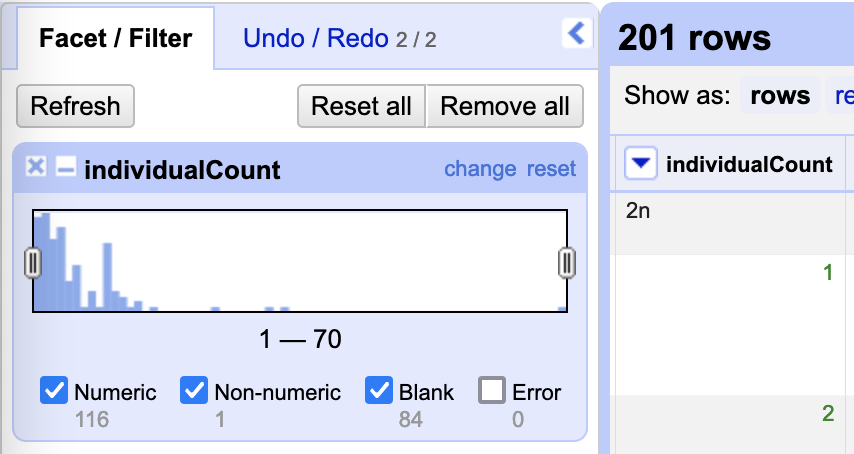 Facet / Filter Undo / Redo 2 / 2
Refresh Reset all Remove all
individualCount change reset
1 — 70
Numeric Non-numeric Blank Error
116 1 84 0
201 rows
Show as: rows re
individualCount
2n
1
2